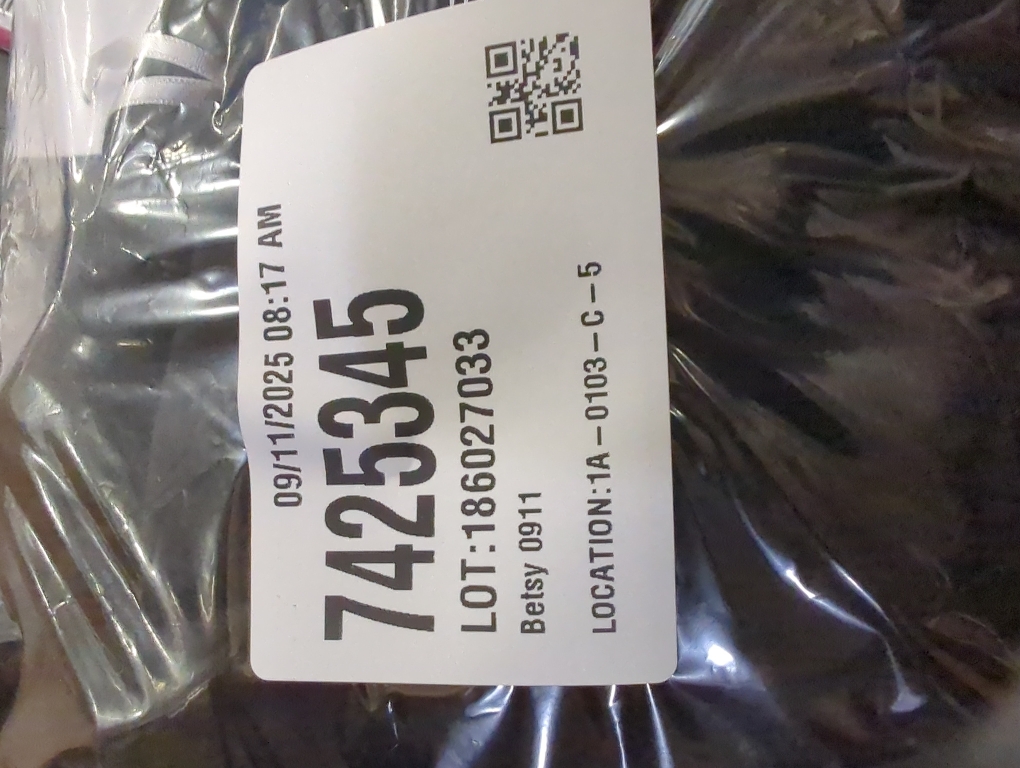 09/11/2025 08:17 AM
7425345
LOT:186027033
Betsy 0911
LOCATION:1A-0103-C-5